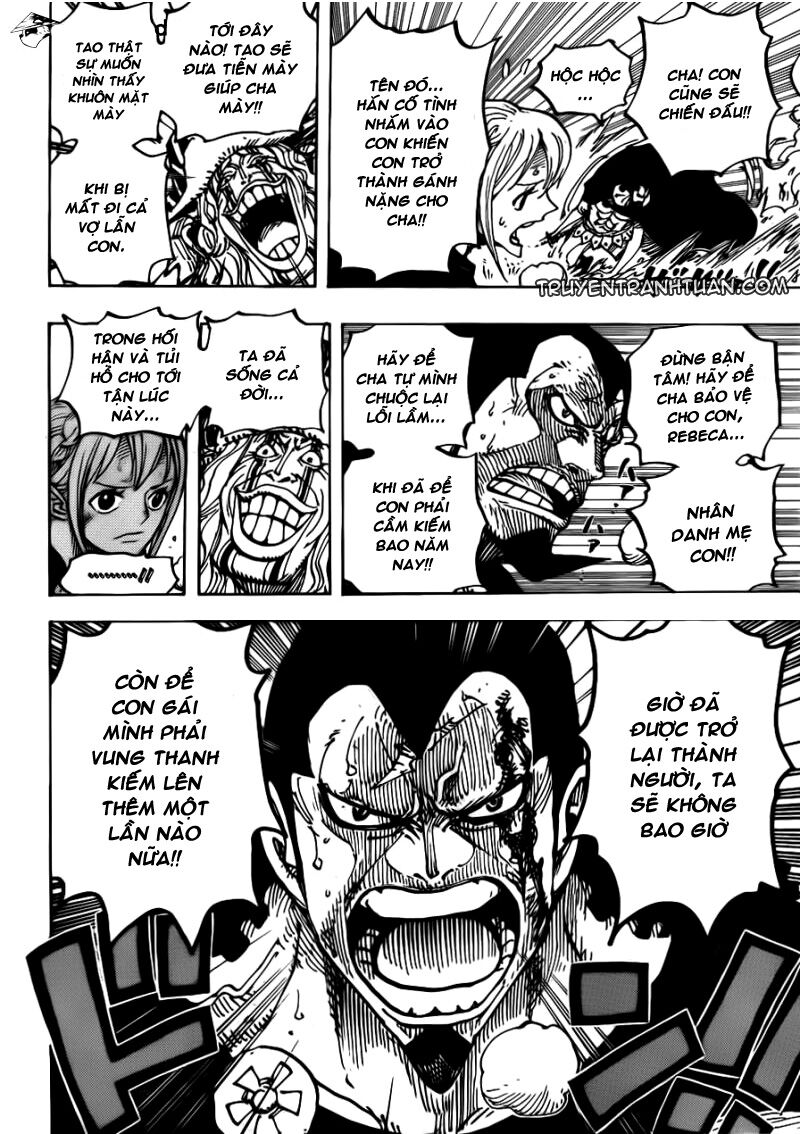 CHA! CON
CŨNG SẼ
CHIẾN ĐẤU!!
HỘC HỘC
...
TÊN ĐÓ...
HẮN CỐ TÌNH
NHẮM VÀO
CON KHIẾN
CON TRỞ
THÀNH GÁNH
NẶNG CHO
CHA!!
TỚI ĐÂY
NÀO! TAO SẼ
ĐƯA TIỄN MÀY
GIÚP CHA
MÀY!!
TAO THẬT
SỰ MUỐN
NHÌN THẤY
KHUÔN MẶT
MÀY
KHI BỊ
MẤT ĐI CẢ
VỢ LẪN
CON.
TRUYENTRANHTUAN.COM
ĐỪNG BẬN
TÂM! HÃY ĐỂ
CHA BẢO VỆ
CHO CON,
REBECA...
NHÂN
DANH MẸ
CON!!
HÃY ĐỂ
CHA TỰ MÌNH
CHUỘC LẠI
LỖI LẦM...
KHI ĐÃ ĐỂ
CON PHẢI
CẦM KIẾM
BAO NĂM
NAY!!
TA ĐÃ
SỐNG CẢ
ĐỜI...
TRONG HỐI
HẬN VÀ TỦI
HỔ CHO TỚI
TẬN LÚC
NÀY...
..........!!
GIỜ ĐÃ
ĐƯỢC TRỞ
LẠI THÀNH
NGƯỜI, TA
SẼ KHÔNG
BAO GIỜ
CÒN ĐỂ
CON GÁI
MÌNH PHẢI
VUNG THANH
KIẾM LÊN
THÊM MỘT
LẦN NÀO
NỮA!!
ドン!!